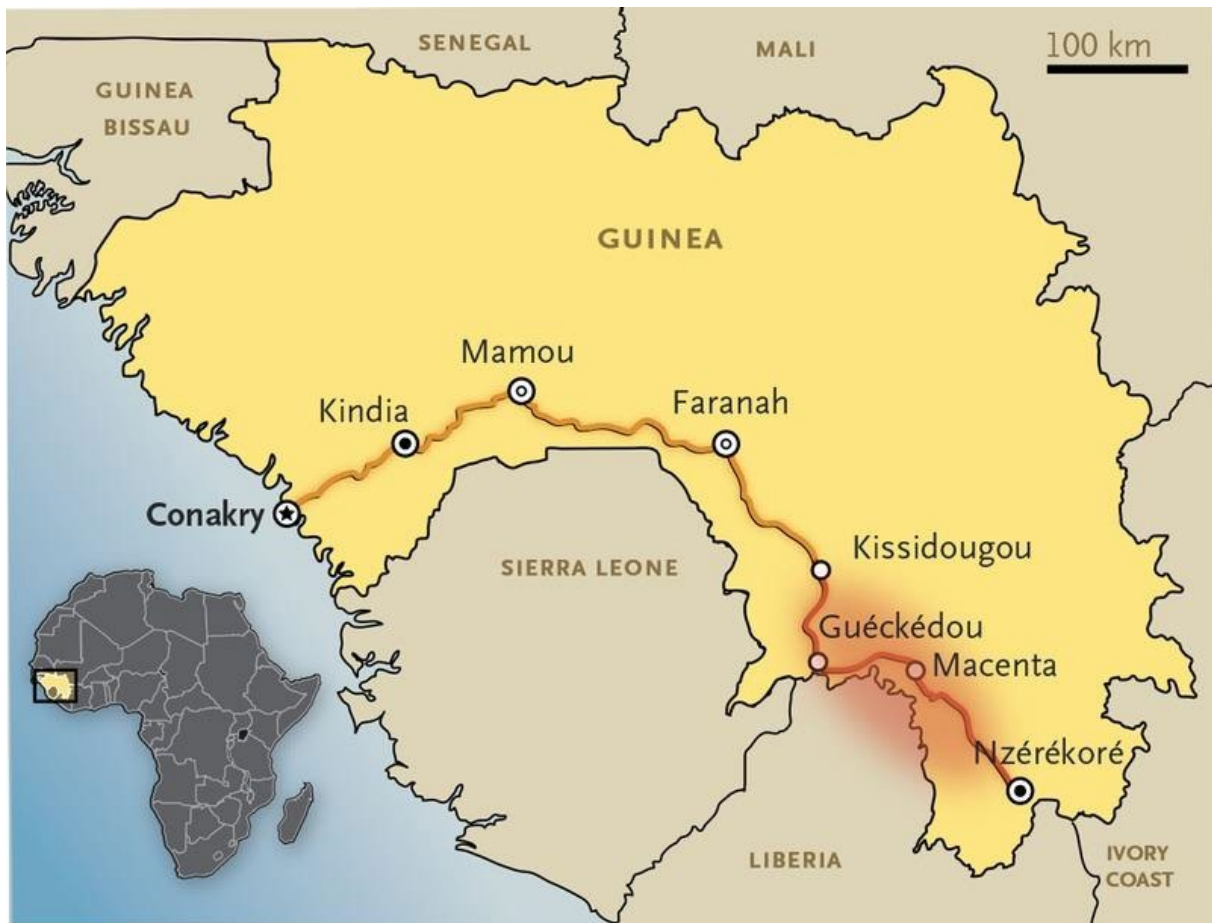 SENEGAL
MALI
100 km
GUINEA
BISSAU
GUINEA
Mamou
Kindia
Faranah
Conakry
Kissidougou
SIERRA LEONE
Guéckédou
Macenta
Nzérékoré
LIBERIA
IVORY
COAST